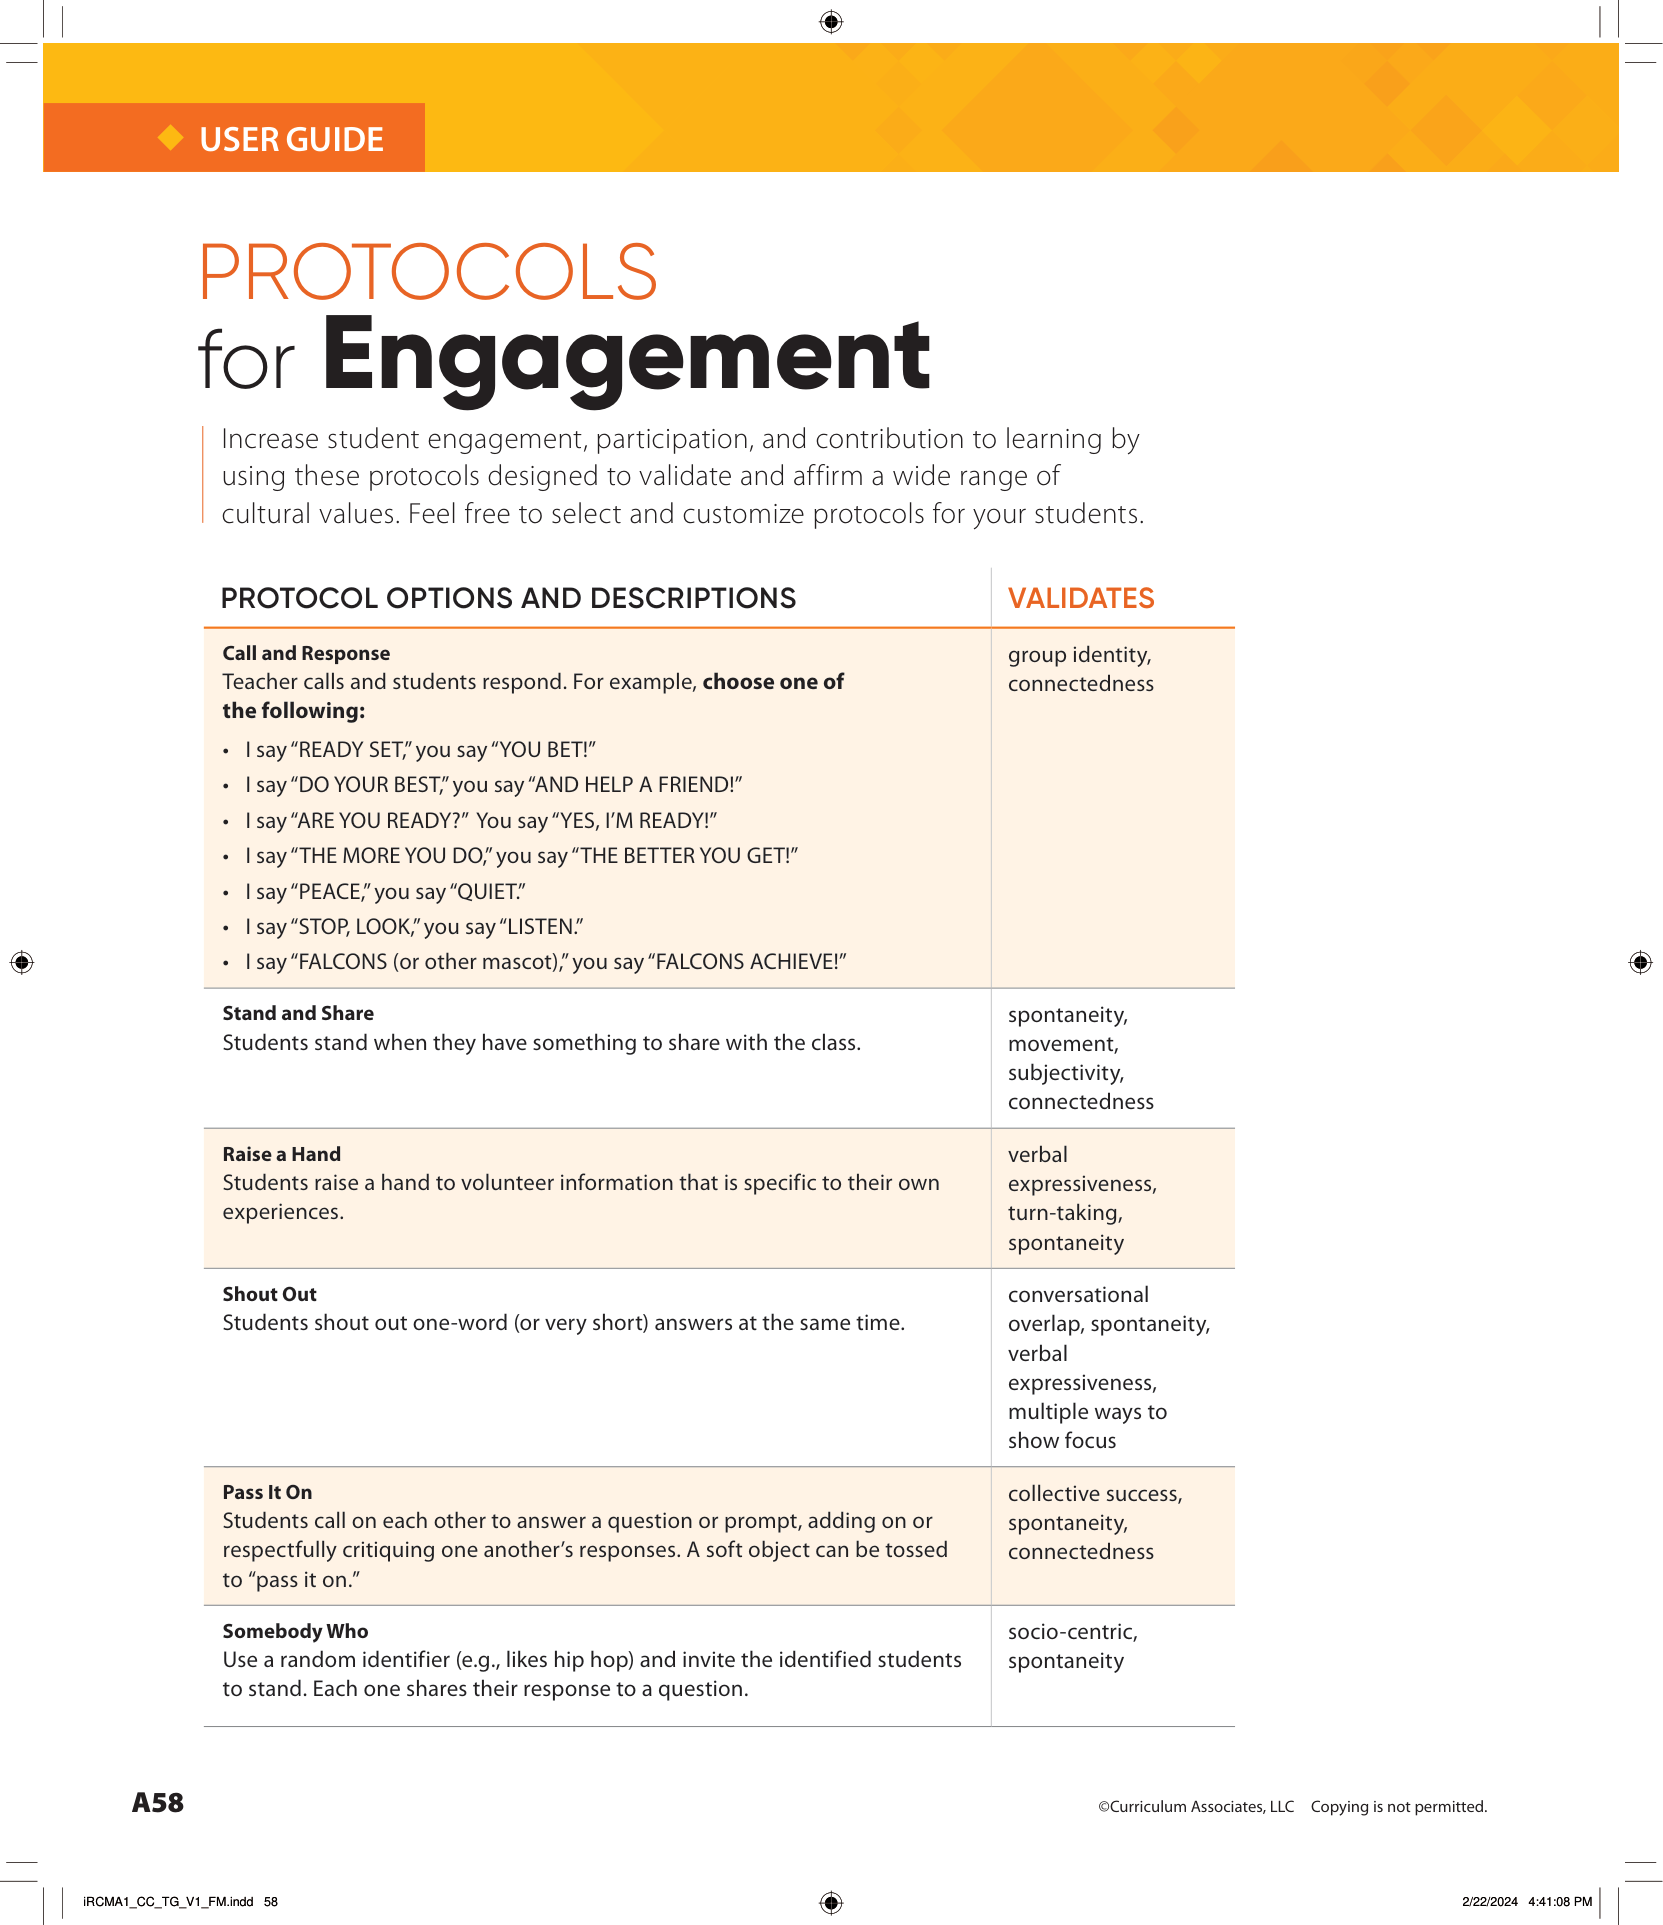 USER GUIDE
PROTOCOLS
for Engagement
Increase student engagement, participation, and contribution to learning by
using these protocols designed to validate and affirm a wide range of
cultural values. Feel free to select and customize protocols for your students.
PROTOCOL OPTIONS AND DESCRIPTIONS
VALIDATES
Call and Response
Teacher calls and students respond. For example, choose one of
the following:
• I say “READY SET,” you say “YOU BET!”
• I say “DO YOUR BEST,” you say “AND HELP A FRIEND!”
• I say “ARE YOU READY?” You say “YES, I’M READY!”
• I say “THE MORE YOU DO,” you say “THE BETTER YOU GET!”
• I say “PEACE,” you say “QUIET.”
• I say “STOP, LOOK,” you say “LISTEN.”
• I say “FALCONS (or other mascot),” you say “FALCONS ACHIEVE!”
group identity,
connectedness
Stand and Share
Students stand when they have something to share with the class.
spontaneity,
movement,
subjectivity,
connectedness
Raise a Hand
Students raise a hand to volunteer information that is specific to their own
experiences.
verbal
expressiveness,
turn-taking,
spontaneity
Shout Out
Students shout out one-word (or very short) answers at the same time.
conversational
overlap, spontaneity,
verbal
expressiveness,
multiple ways to
show focus
Pass It On
Students call on each other to answer a question or prompt, adding on or
respectfully critiquing one another’s responses. A soft object can be tossed
to “pass it on.”
collective success,
spontaneity,
connectedness
Somebody Who
Use a random identifier (e.g., likes hip hop) and invite the identified students
to stand. Each one shares their response to a question.
socio-centric,
spontaneity
A58
©Curriculum Associates, LLC Copying is not permitted.
iRCMA1_CC_TG_V1_FM.indd 58
2/22/2024 4:41:08 PM